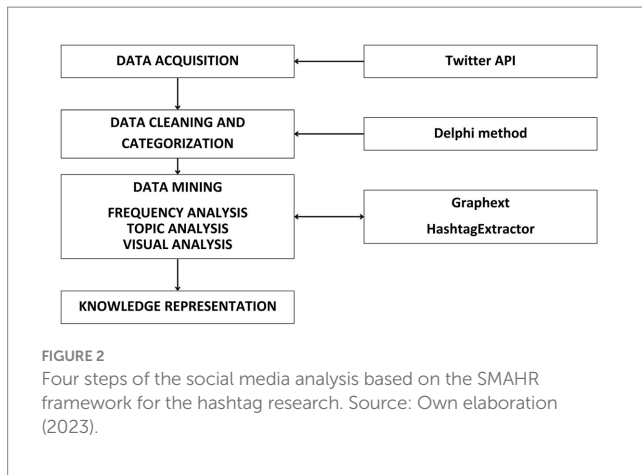 DATA ACQUISITION
Twitter API
DATA CLEANING AND
CATEGORIZATION
Delphi method
DATA MINING
FREQUENCY ANALYSIS
TOPIC ANALYSIS
VISUAL ANALYSIS
Graphext
HashtagExtractor
KNOWLEDGE REPRESENTATION
FIGURE 2
Four steps of the social media analysis based on the SMAHR
framework for the hashtag research. Source: Own elaboration
(2023).